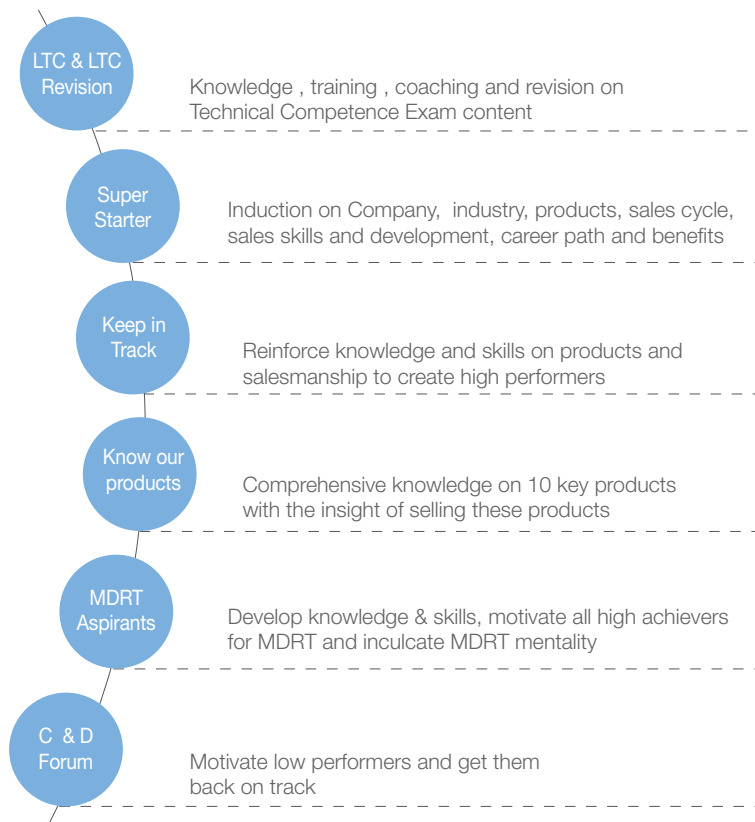 LTC & LTC
Revision
Knowledge , training , coaching and revision on
Technical Competence Exam content
Super
Starter
Induction on Company, industry, products, sales cycle,
sales skills and development, career path and benefits
Keep in
Track
Reinforce knowledge and skills on products and
salesmanship to create high performers
Know our
products
Comprehensive knowledge on 10 key products
with the insight of selling these products
MDRT
Aspirants
Develop knowledge & skills, motivate all high achievers
for MDRT and inculcate MDRT mentality
C & D
Forum
Motivate low performers and get them
back on track